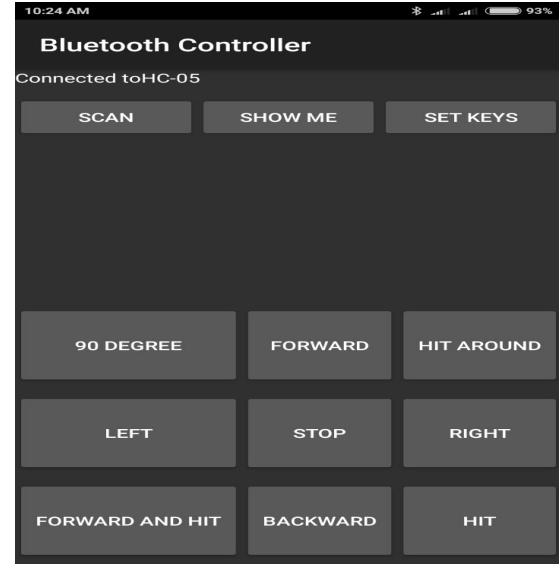 10:24 AM 93%
Bluetooth Controller
Connected toHC-05
SCAN SHOW ME SET KEYS
90 DEGREE FORWARD HIT AROUND
LEFT STOP RIGHT
FORWARD AND HIT BACKWARD HIT